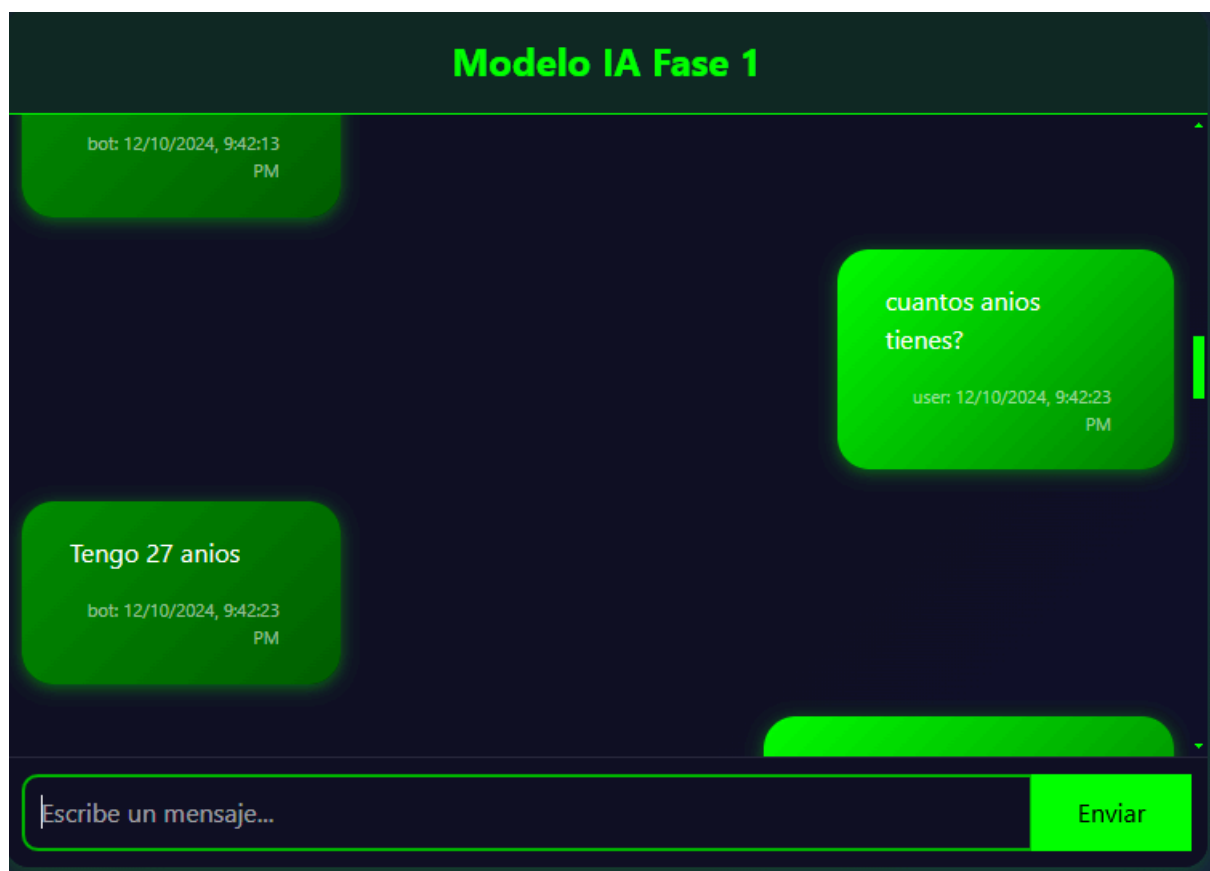 Modelo IA Fase 1
bot: 12/10/2024, 9:42:13
PM
cuantos anios
tienes?
user: 12/10/2024, 9:42:23
PM
Tengo 27 anios
bot: 12/10/2024, 9:42:23
PM
Escribe un mensaje...
Enviar